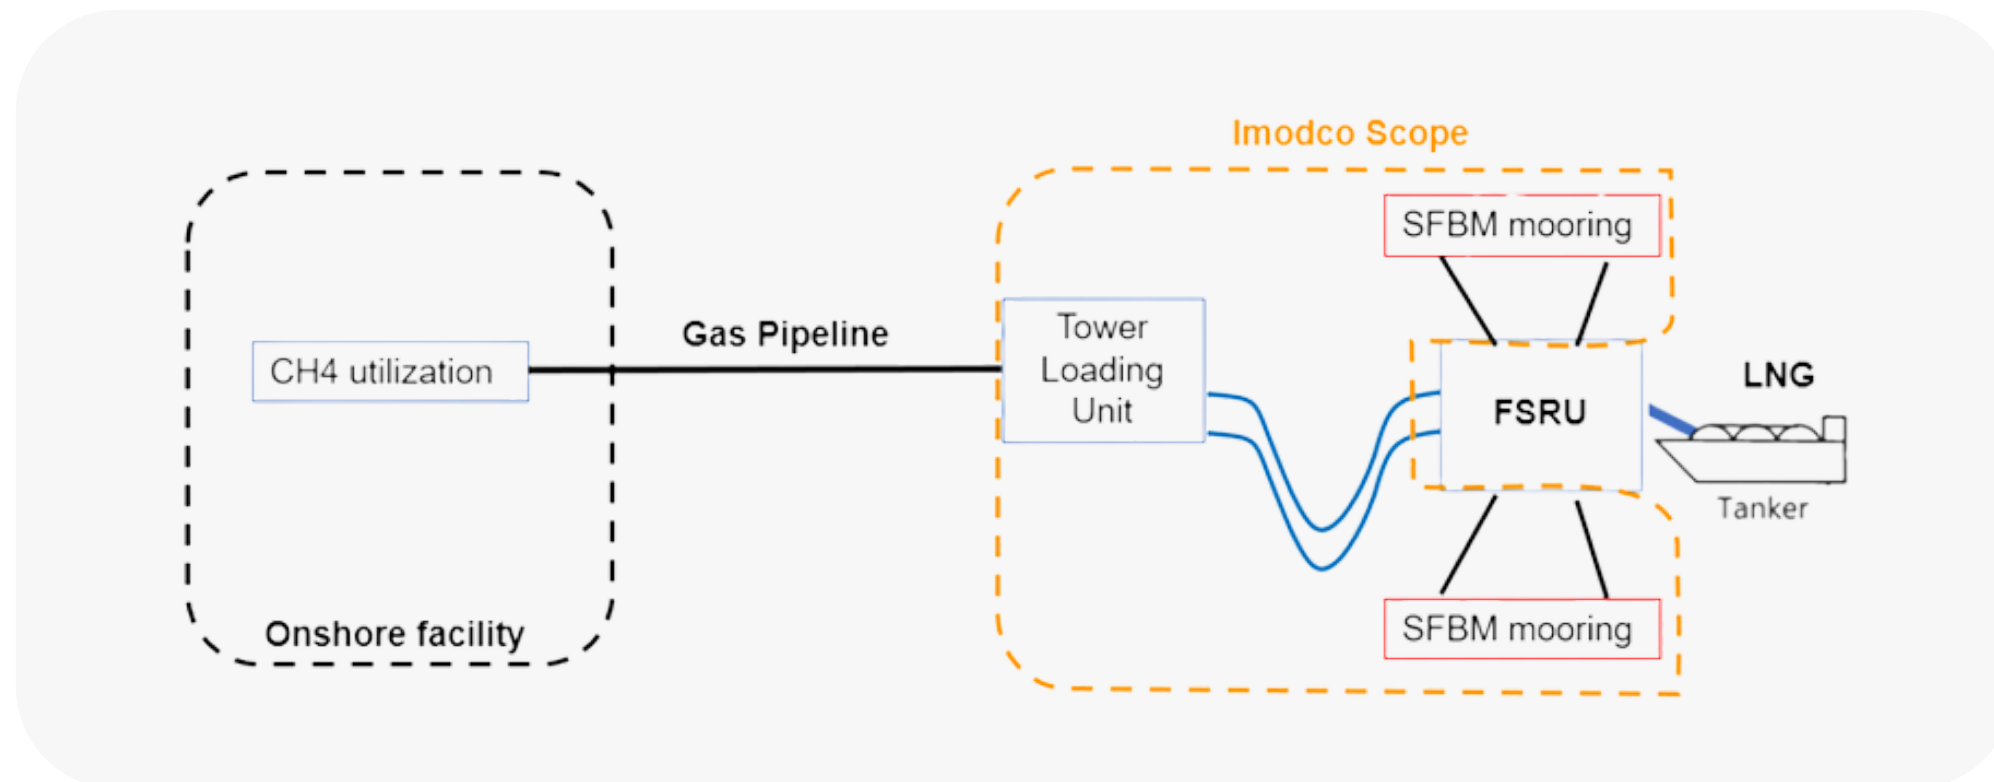 Imodco Scope
SFBM mooring
Gas Pipeline
Tower
Loading
Unit
CH4 utilization
FSRU
LNG
Tanker
Onshore facility
SFBM mooring